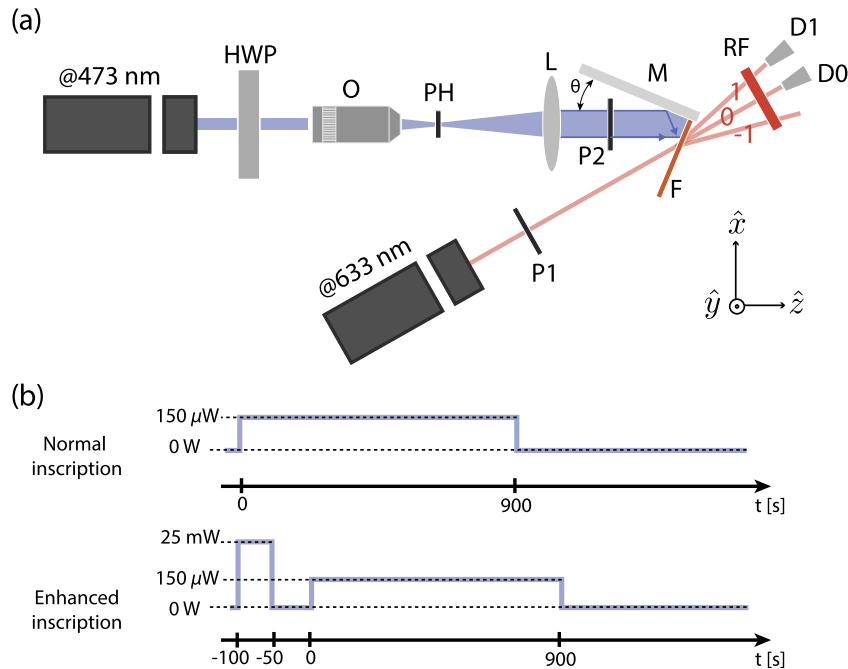 (a)
@473 nm
HWP
O
PH
L
θ
M
P2
F
RF
D1
D0
1
0
-1
@633 nm
P1
x̂
ŷ
ẑ
(b)
Normal
inscription
150 µW
0 W
0
900
t [s]
Enhanced
inscription
25 mW
150 µW
0 W
-100
-50
0
900
t [s]